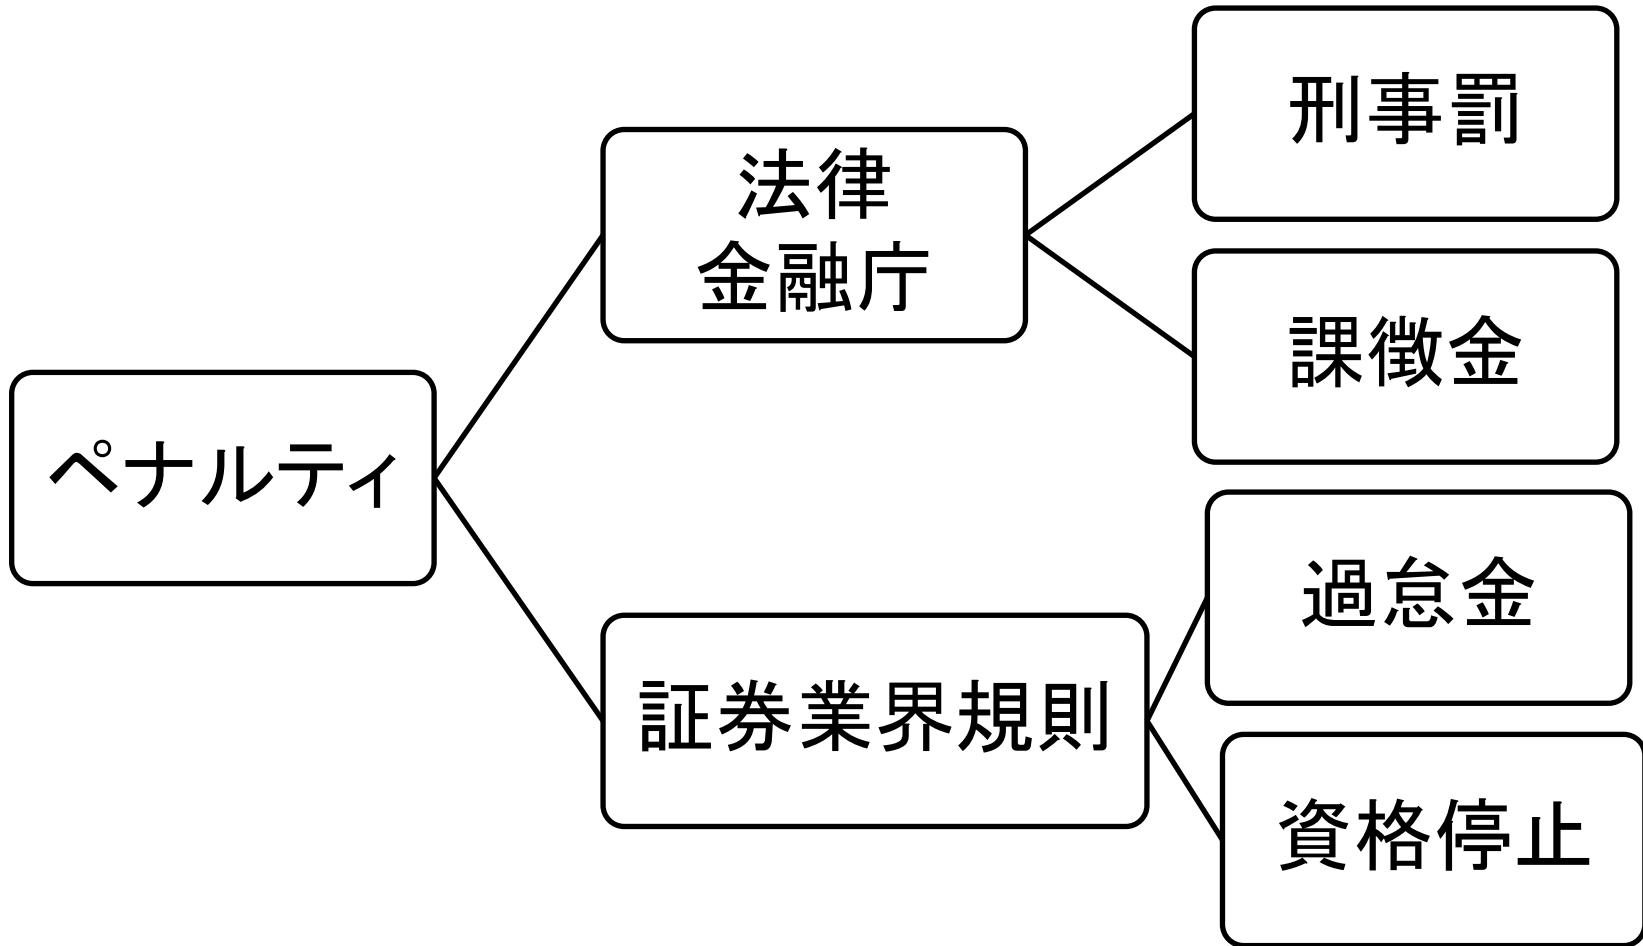 ペナルティ
法律
金融庁
刑事罰
課徴金
証券業界規則
過怠金
資格停止